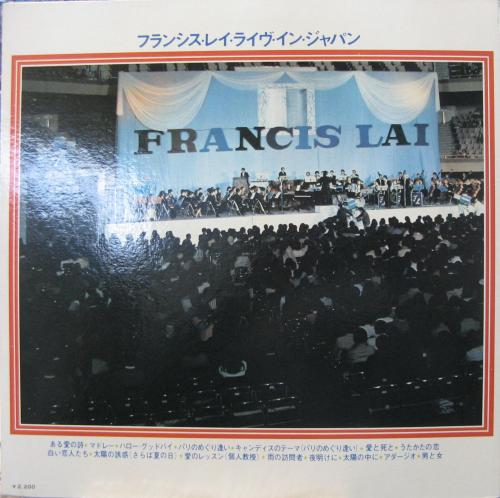 フランシス・レイ・ライヴ・イン・ジャパン
FRANCIS LAI
ある愛の詩●マドレー●ハロー・グッドバイ●パリのめぐり逢い●キャンディスのテーマ(パリのめぐり逢い)●愛と死と●うたかたの恋
白い恋人たち●太陽の誘惑(さらば夏の日)●愛のレッスン(個人教授)●雨の訪問者●夜明けに●太陽の中に●アダージオ●男と女
¥2,200